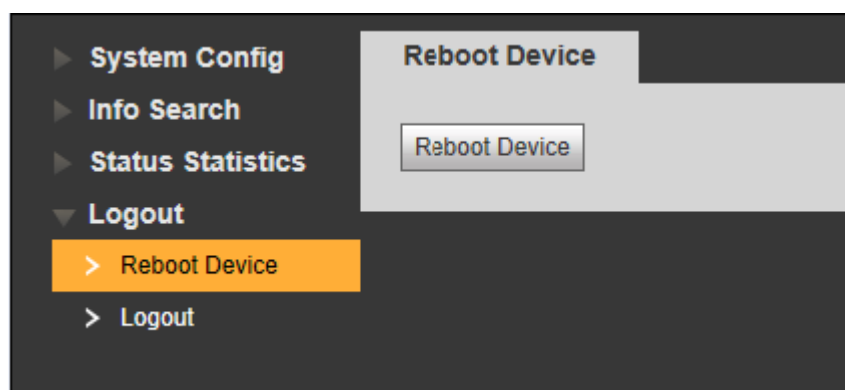 System Config
Info Search
Status Statistics
Logout
Reboot Device
Logout
Reboot Device
Reboot Device